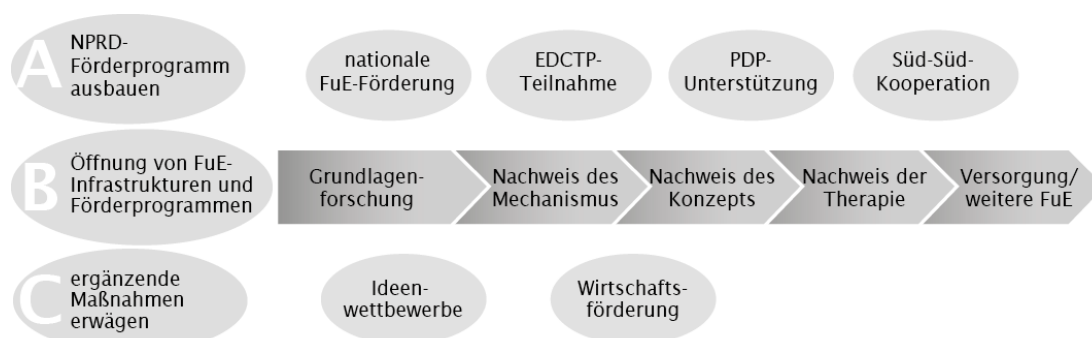 A
NPRD-
Förderprogramm
ausbauen
nationale
FuE-Förderung
EDCTP-
Teilnahme
PDP-
Unterstützung
Süd-Süd-
Kooperation
B
Öffnung von FuE-
Infrastrukturen und
Förderprogrammen
Grundlagen-
forschung
Nachweis des
Mechanismus
Nachweis des
Konzepts
Nachweis der
Therapie
Versorgung/
weitere FuE
C
ergänzende
Maßnahmen
erwägen
Ideen-
wettbewerbe
Wirtschafts-
förderung